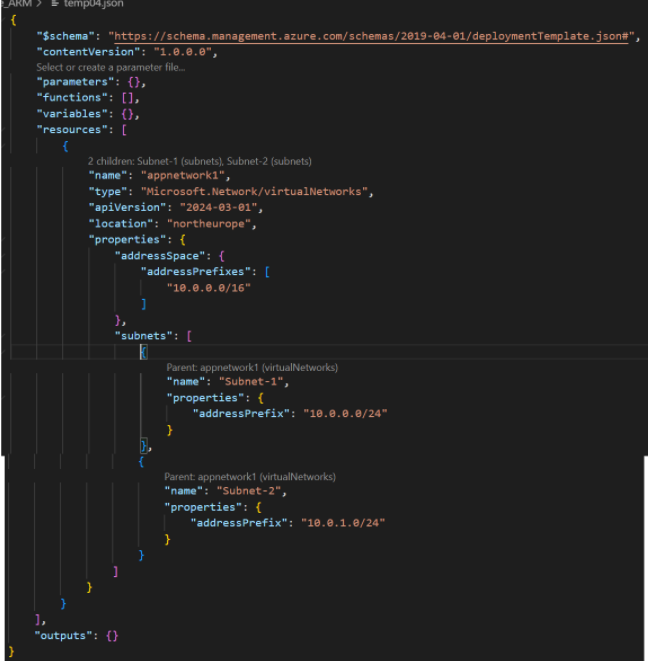 _ARM > temp04.json
{
"$schema": "https://schema.management.azure.com/schemas/2019-04-01/deploymentTemplate.json#",
"contentVersion": "1.0.0.0",
Select or create a parameter file...
"parameters": {},
"functions": [],
"variables": {},
"resources": [
{
2 children: Subnet-1 (subnets), Subnet-2 (subnets)
"name": "appnetwork1",
"type": "Microsoft.Network/virtualNetworks",
"apiVersion": "2024-03-01",
"location": "northeurope",
"properties": {
"addressSpace": {
"addressPrefixes": [
"10.0.0.0/16"
]
},
"subnets": [
{
Parent: appnetwork1 (virtualNetworks)
"name": "Subnet-1",
"properties": {
"addressPrefix": "10.0.0.0/24"
}
},
{
Parent: appnetwork1 (virtualNetworks)
"name": "Subnet-2",
"properties": {
"addressPrefix": "10.0.1.0/24"
}
}
]
}
}
],
"outputs": {}
}